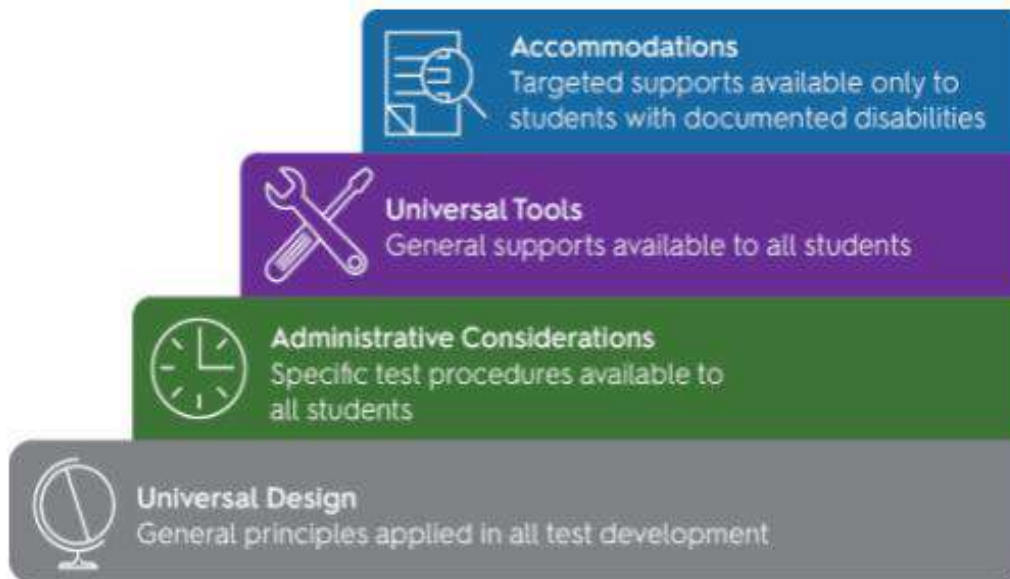 Accommodations
Targeted supports available only to
students with documented disabilities
Universal Tools
General supports available to all students
Administrative Considerations
Specific test procedures available to
all students
Universal Design
General principles applied in all test development